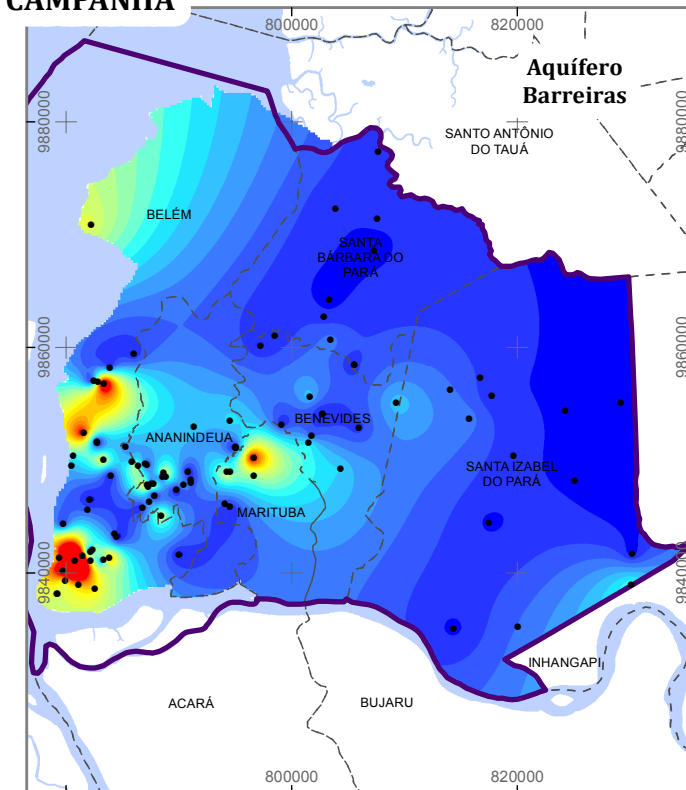 CAMPANHA
800000
820000
Aquífero
Barreiras
9880000
9880000
SANTO ANTÔNIO
DO TAUÁ
BELÉM
SANTA
BÁRBARA DO
PARÁ
9860000
9860000
BENEVIDES
ANANINDEUA
SANTA IZABEL
DO PARÁ
MARITUBA
9840000
9840000
INHANGAPI
ACARÁ
BUJARU
800000
820000